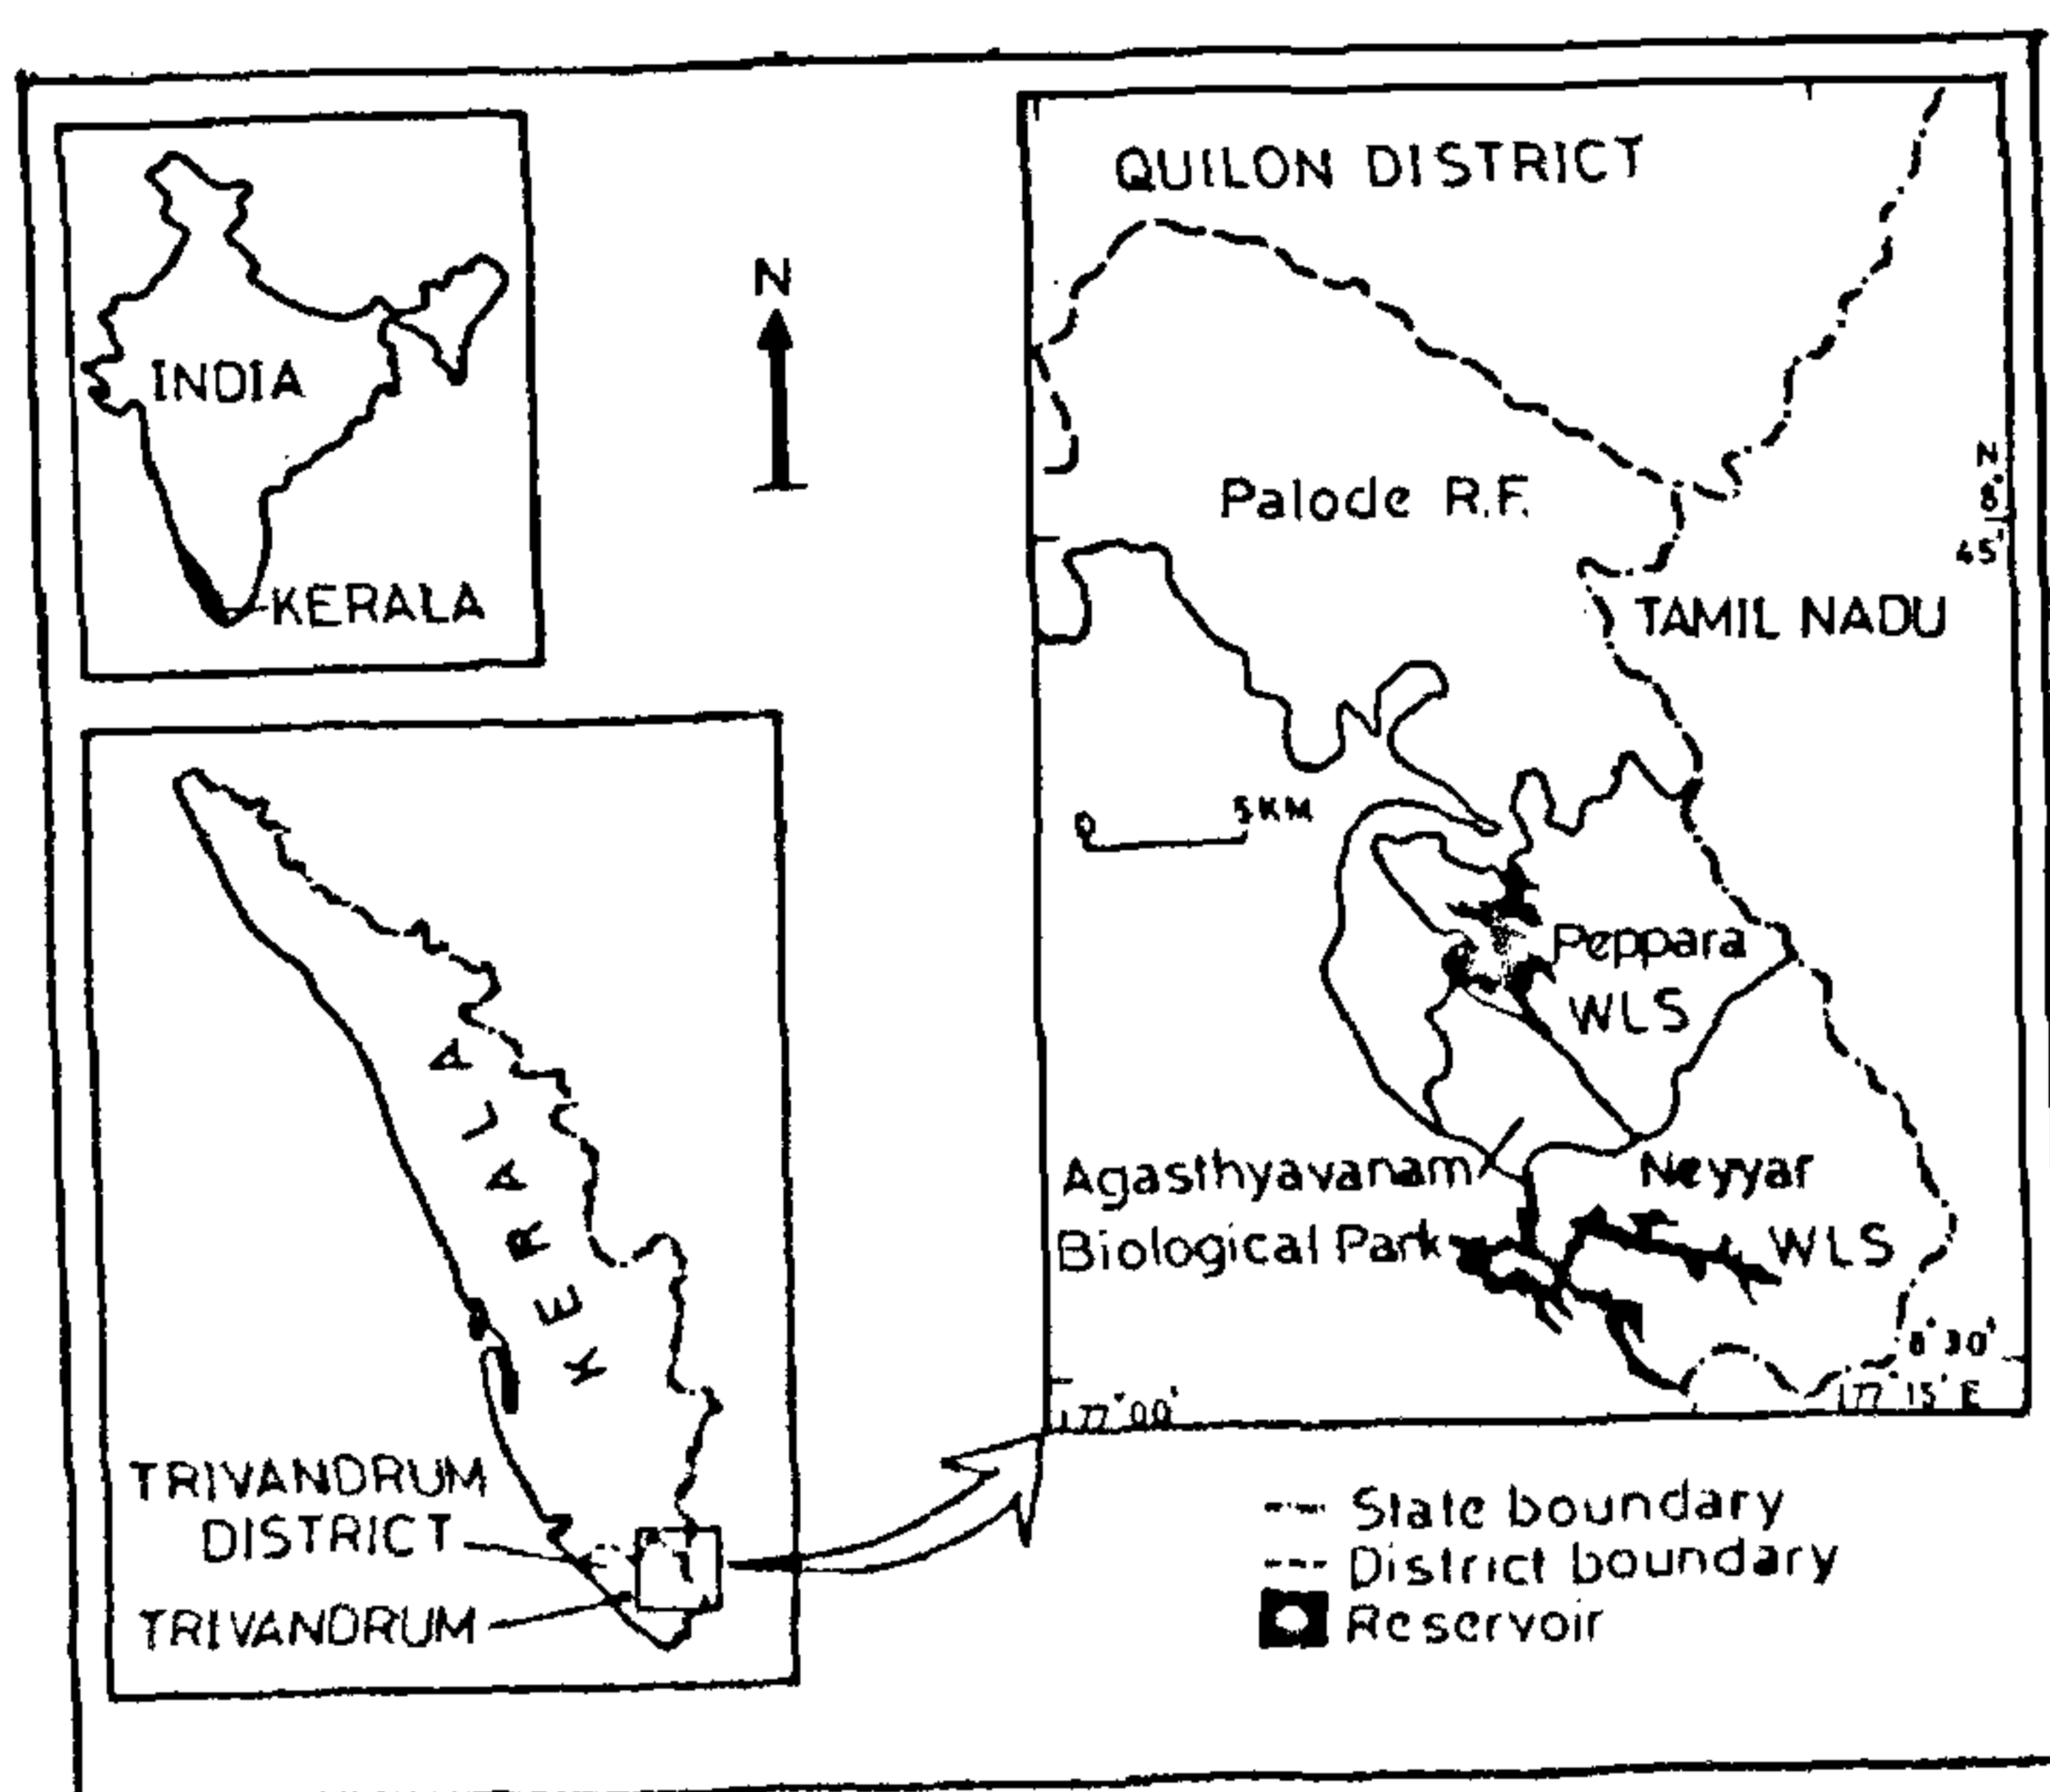 INDIA
KERALA
N
KERALA
TRIVANDRUM
DISTRICT
TRIVANDRUM
QUILON DISTRICT
Palode R.F.
N
8°
45'
TAMIL NADU
0 5KM
Peppara
WLS
Agasthyavanam
Biological Park
Neyyar
WLS
8° 30'
77° 00'
77° 15' E
State boundary
District boundary
Reservoir